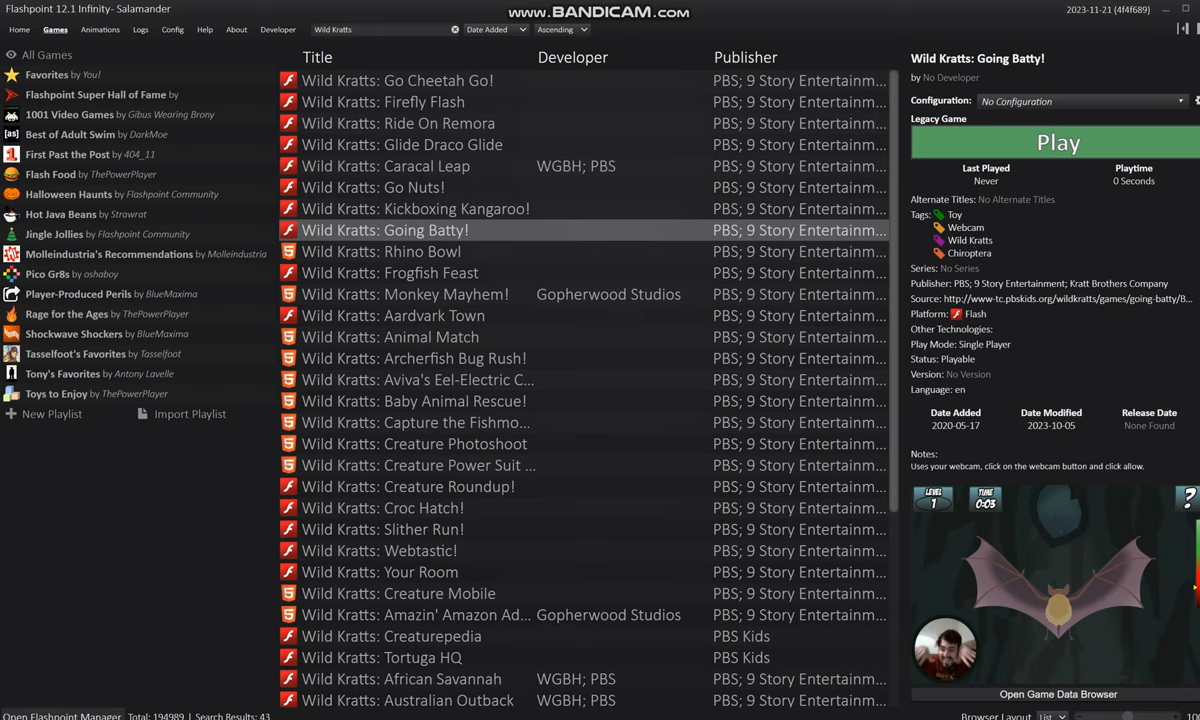 Flashpoint 12.1 Infinity- Salamander
www.BANDICAM.com
2023-11-21 (4f4f689)
Home Games Animations Logs Config Help About Developer Wild Kratts Date Added Ascending
All Games
Favorites by You!
Flashpoint Super Hall of Fame by
1001 Video Games by Gibus Wearing Brony
[as] Best of Adult Swim by DarkMoe
First Past the Post by 404_11
Flash Food by ThePowerPlayer
Halloween Haunts by Flashpoint Community
Hot Java Beans by Strawrat
Jingle Jollies by Flashpoint Community
Molleindustria's Recommendations by Molleindustria
Pico Gr8s by oshaboy
Player-Produced Perils by BlueMaxima
Rage for the Ages by ThePowerPlayer
Shockwave Shockers by BlueMaxima
Tasselfoot's Favorites by Tasselfoot
Tony's Favorites by Antony Lavelle
Toys to Enjoy by ThePowerPlayer
New Playlist Import Playlist
Title Developer Publisher
Wild Kratts: Go Cheetah Go! PBS; 9 Story Entertainm...
Wild Kratts: Firefly Flash PBS; 9 Story Entertainm...
Wild Kratts: Ride On Remora PBS; 9 Story Entertainm...
Wild Kratts: Glide Draco Glide PBS; 9 Story Entertainm...
Wild Kratts: Caracal Leap WGBH; PBS PBS; 9 Story Entertainm...
Wild Kratts: Go Nuts! PBS; 9 Story Entertainm...
Wild Kratts: Kickboxing Kangaroo! PBS; 9 Story Entertainm...
Wild Kratts: Going Batty! PBS; 9 Story Entertainm...
Wild Kratts: Rhino Bowl PBS; 9 Story Entertainm...
Wild Kratts: Frogfish Feast PBS; 9 Story Entertainm...
Wild Kratts: Monkey Mayhem! Gopherwood Studios PBS; 9 Story Entertainm...
Wild Kratts: Aardvark Town PBS; 9 Story Entertainm...
Wild Kratts: Animal Match PBS; 9 Story Entertainm...
Wild Kratts: Archerfish Bug Rush! PBS; 9 Story Entertainm...
Wild Kratts: Aviva's Eel-Electric C... PBS; 9 Story Entertainm...
Wild Kratts: Baby Animal Rescue! PBS; 9 Story Entertainm...
Wild Kratts: Capture the Fishmo... PBS; 9 Story Entertainm...
Wild Kratts: Creature Photoshoot PBS; 9 Story Entertainm...
Wild Kratts: Creature Power Suit ... PBS; 9 Story Entertainm...
Wild Kratts: Creature Roundup! PBS; 9 Story Entertainm...
Wild Kratts: Croc Hatch! PBS; 9 Story Entertainm...
Wild Kratts: Slither Run! PBS; 9 Story Entertainm...
Wild Kratts: Webtastic! PBS; 9 Story Entertainm...
Wild Kratts: Your Room PBS; 9 Story Entertainm...
Wild Kratts: Creature Mobile PBS; 9 Story Entertainm...
Wild Kratts: Amazin' Amazon Ad... Gopherwood Studios PBS; 9 Story Entertainm...
Wild Kratts: Creaturepedia PBS Kids
Wild Kratts: Tortuga HQ PBS Kids
Wild Kratts: African Savannah WGBH; PBS PBS; 9 Story Entertainm...
Wild Kratts: Australian Outback WGBH; PBS PBS; 9 Story Entertainm...
Wild Kratts: Going Batty!
by No Developer
Configuration: No Configuration
Legacy Game
Play
Last Played Playtime
Never 0 Seconds
Alternate Titles: No Alternate Titles
Tags: Toy
Webcam
Wild Kratts
Chiroptera
Series: No Series
Publisher: PBS; 9 Story Entertainment; Kratt Brothers Company
Source: http://www-tc.pbskids.org/wildkratts/games/going-batty/B...
Platform: Flash
Other Technologies:
Play Mode: Single Player
Status: Playable
Version: No Version
Language: en
Date Added Date Modified Release Date
2020-05-17 2023-10-05 None Found
Notes:
Uses your webcam, click on the webcam button and click allow.
LEVEL 1 TIME 0:03 ?
Open Game Data Browser
Open Flashpoint Manager Total: 194989 | Search Results: 43 Browser Layout List